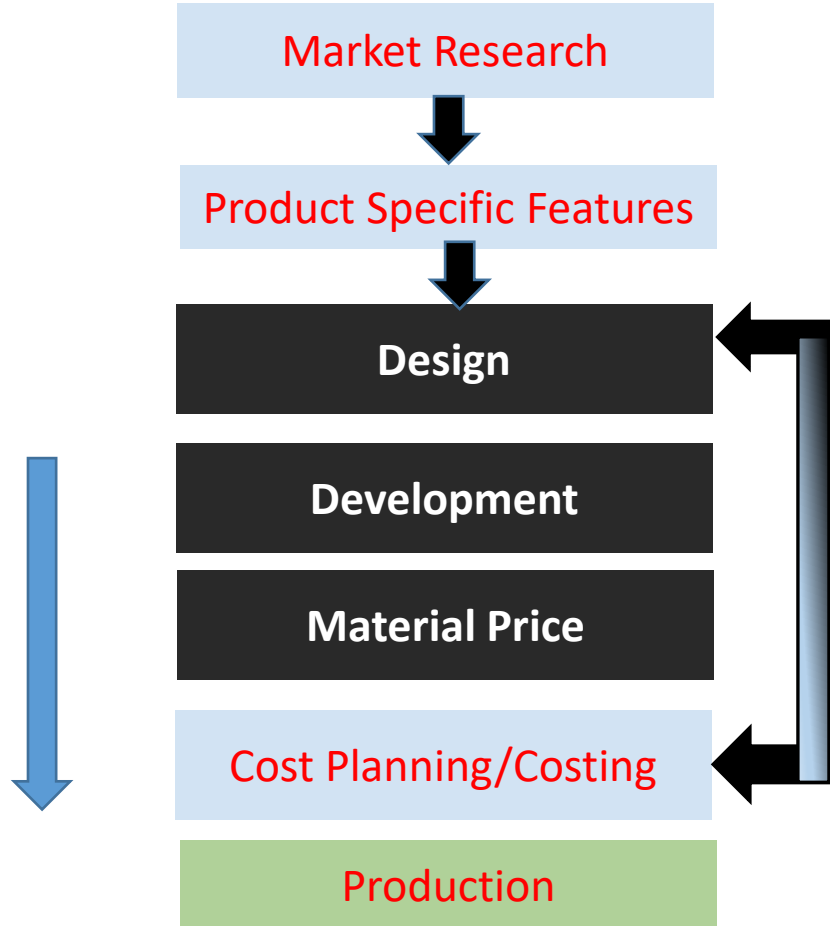 Market Research
Product Specific Features
Design
Development
Material Price
Cost Planning/Costing
Production